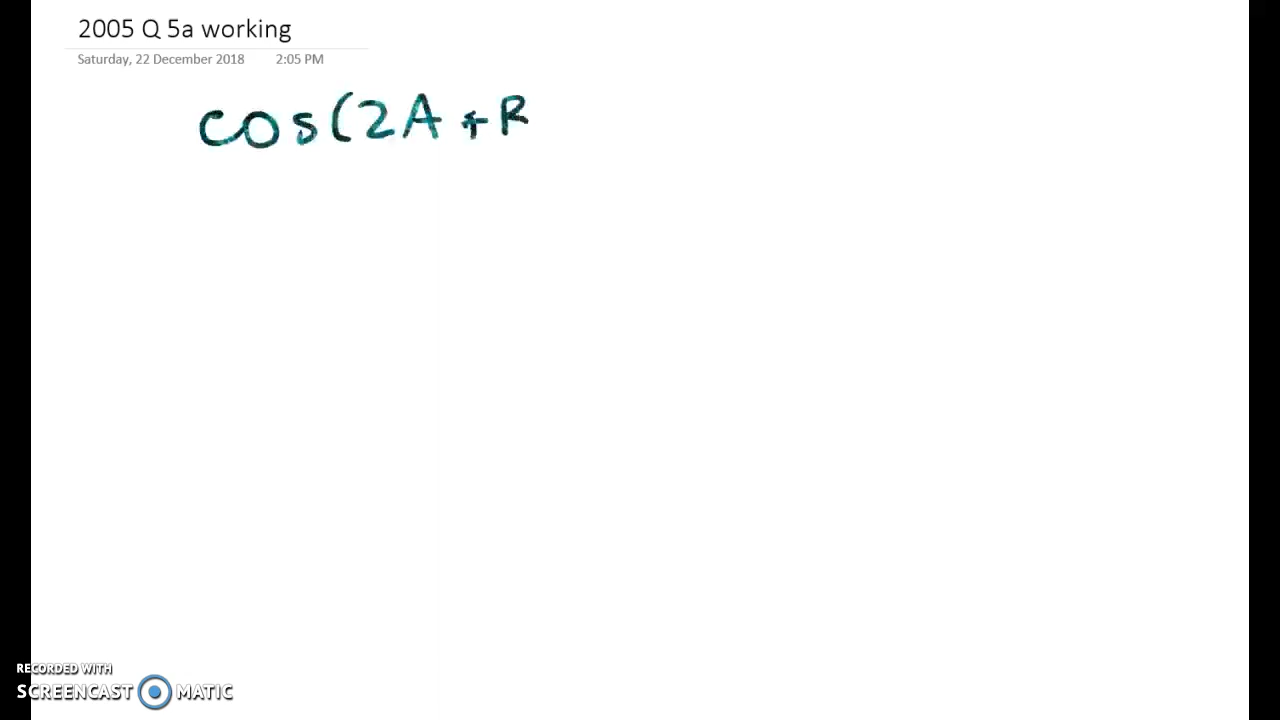 2005 Q 5a working
Saturday, 22 December 2018 2:05 PM
cos(2A + R
RECORDED WITH
SCREENCAST MATIC